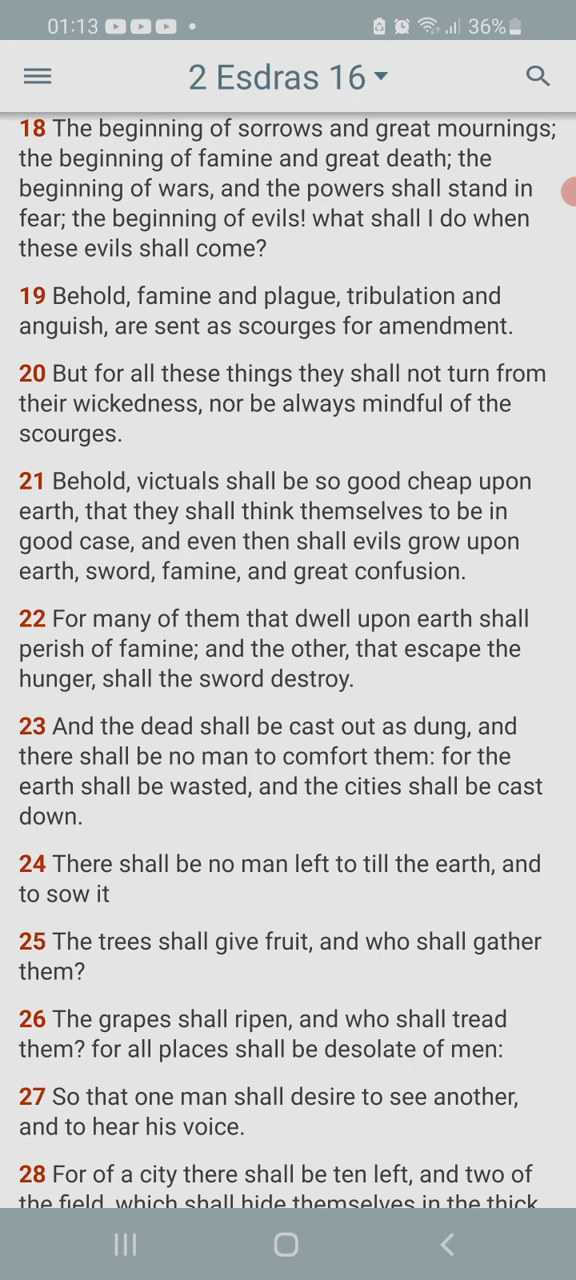 01:13
36%
2 Esdras 16
18 The beginning of sorrows and great mournings;
the beginning of famine and great death; the
beginning of wars, and the powers shall stand in
fear; the beginning of evils! what shall I do when
these evils shall come?
19 Behold, famine and plague, tribulation and
anguish, are sent as scourges for amendment.
20 But for all these things they shall not turn from
their wickedness, nor be always mindful of the
scourges.
21 Behold, victuals shall be so good cheap upon
earth, that they shall think themselves to be in
good case, and even then shall evils grow upon
earth, sword, famine, and great confusion.
22 For many of them that dwell upon earth shall
perish of famine; and the other, that escape the
hunger, shall the sword destroy.
23 And the dead shall be cast out as dung, and
there shall be no man to comfort them: for the
earth shall be wasted, and the cities shall be cast
down.
24 There shall be no man left to till the earth, and
to sow it
25 The trees shall give fruit, and who shall gather
them?
26 The grapes shall ripen, and who shall tread
them? for all places shall be desolate of men:
27 So that one man shall desire to see another,
and to hear his voice.
28 For of a city there shall be ten left, and two of
the field, which shall hide themselves in the thick